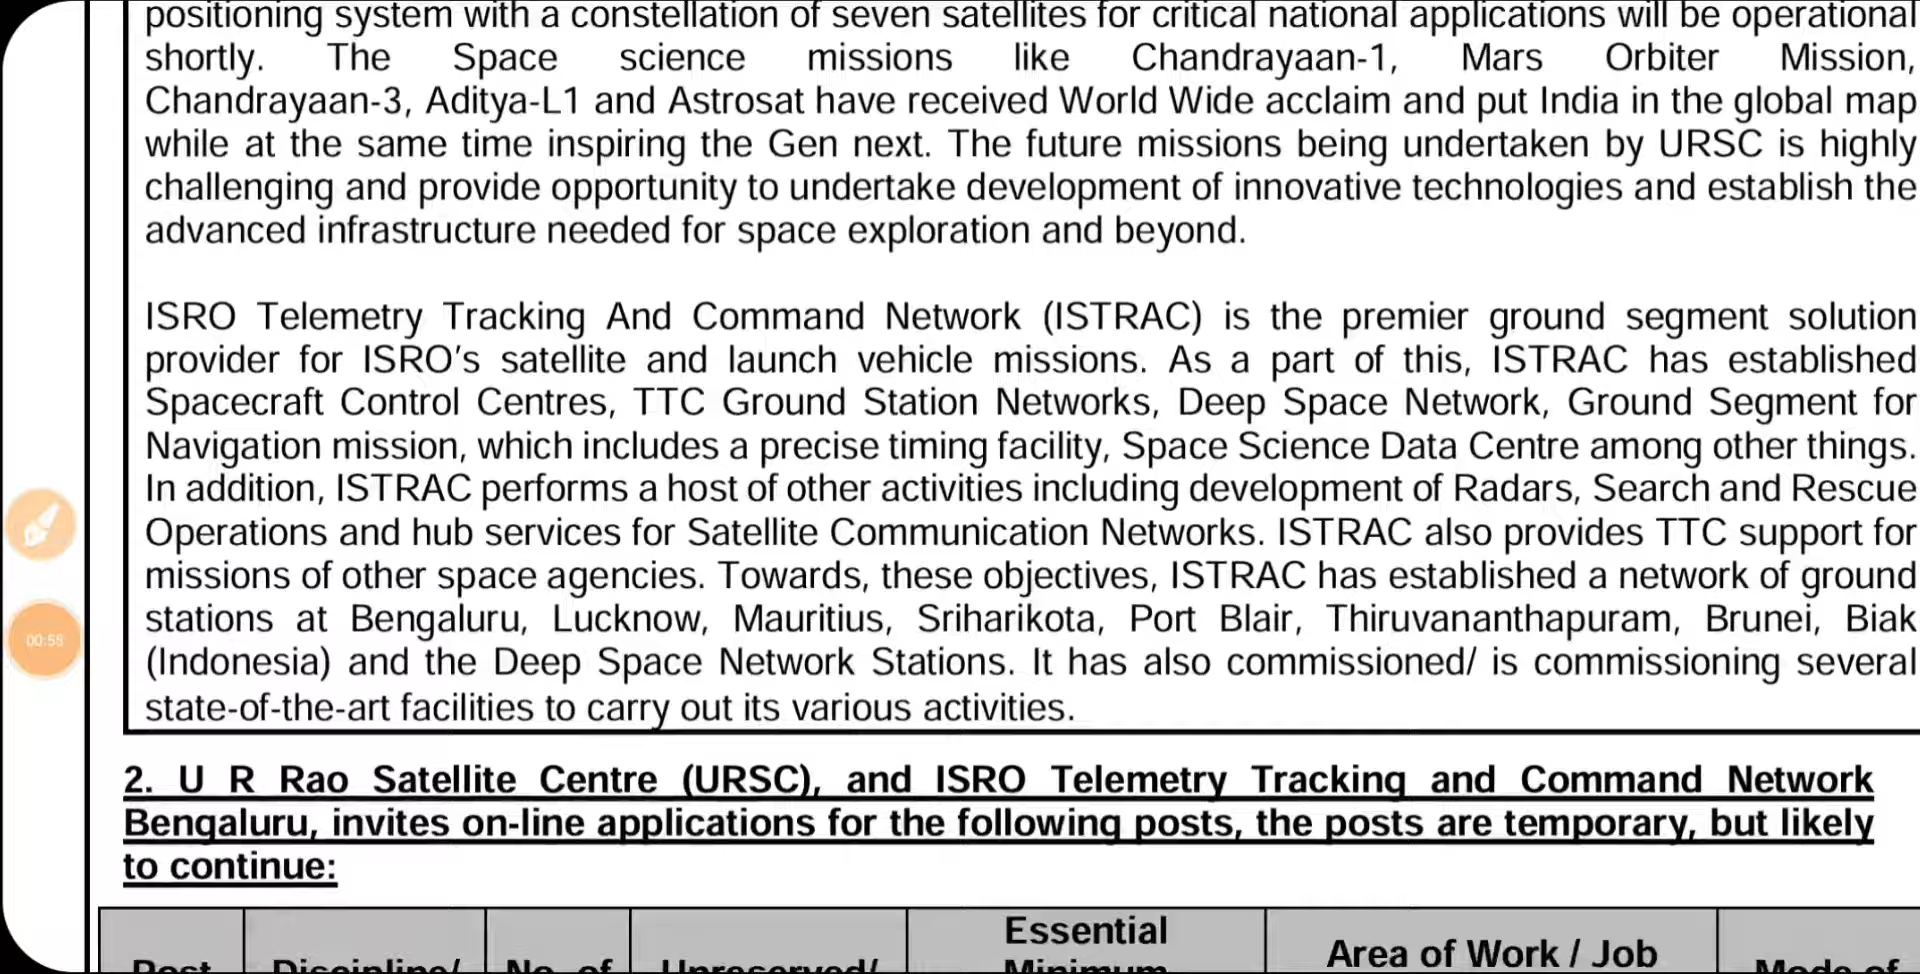 positioning system with a constellation of seven satellites for critical national applications will be operational
shortly. The Space science missions like Chandrayaan-1, Mars Orbiter Mission,
Chandrayaan-3, Aditya-L1 and Astrosat have received World Wide acclaim and put India in the global map
while at the same time inspiring the Gen next. The future missions being undertaken by URSC is highly
challenging and provide opportunity to undertake development of innovative technologies and establish the
advanced infrastructure needed for space exploration and beyond.
ISRO Telemetry Tracking And Command Network (ISTRAC) is the premier ground segment solution
provider for ISRO's satellite and launch vehicle missions. As a part of this, ISTRAC has established
Spacecraft Control Centres, TTC Ground Station Networks, Deep Space Network, Ground Segment for
Navigation mission, which includes a precise timing facility, Space Science Data Centre among other things.
In addition, ISTRAC performs a host of other activities including development of Radars, Search and Rescue
Operations and hub services for Satellite Communication Networks. ISTRAC also provides TTC support for
missions of other space agencies. Towards, these objectives, ISTRAC has established a network of ground
stations at Bengaluru, Lucknow, Mauritius, Sriharikota, Port Blair, Thiruvananthapuram, Brunei, Biak
(Indonesia) and the Deep Space Network Stations. It has also commissioned/ is commissioning several
state-of-the-art facilities to carry out its various activities.
00:55
2. U R Rao Satellite Centre (URSC), and ISRO Telemetry Tracking and Command Network
Bengaluru, invites on-line applications for the following posts, the posts are temporary, but likely
to continue:
Essential
Post Discipline/ No. of Unreserved/ Minimum Area of Work / Job Mode of